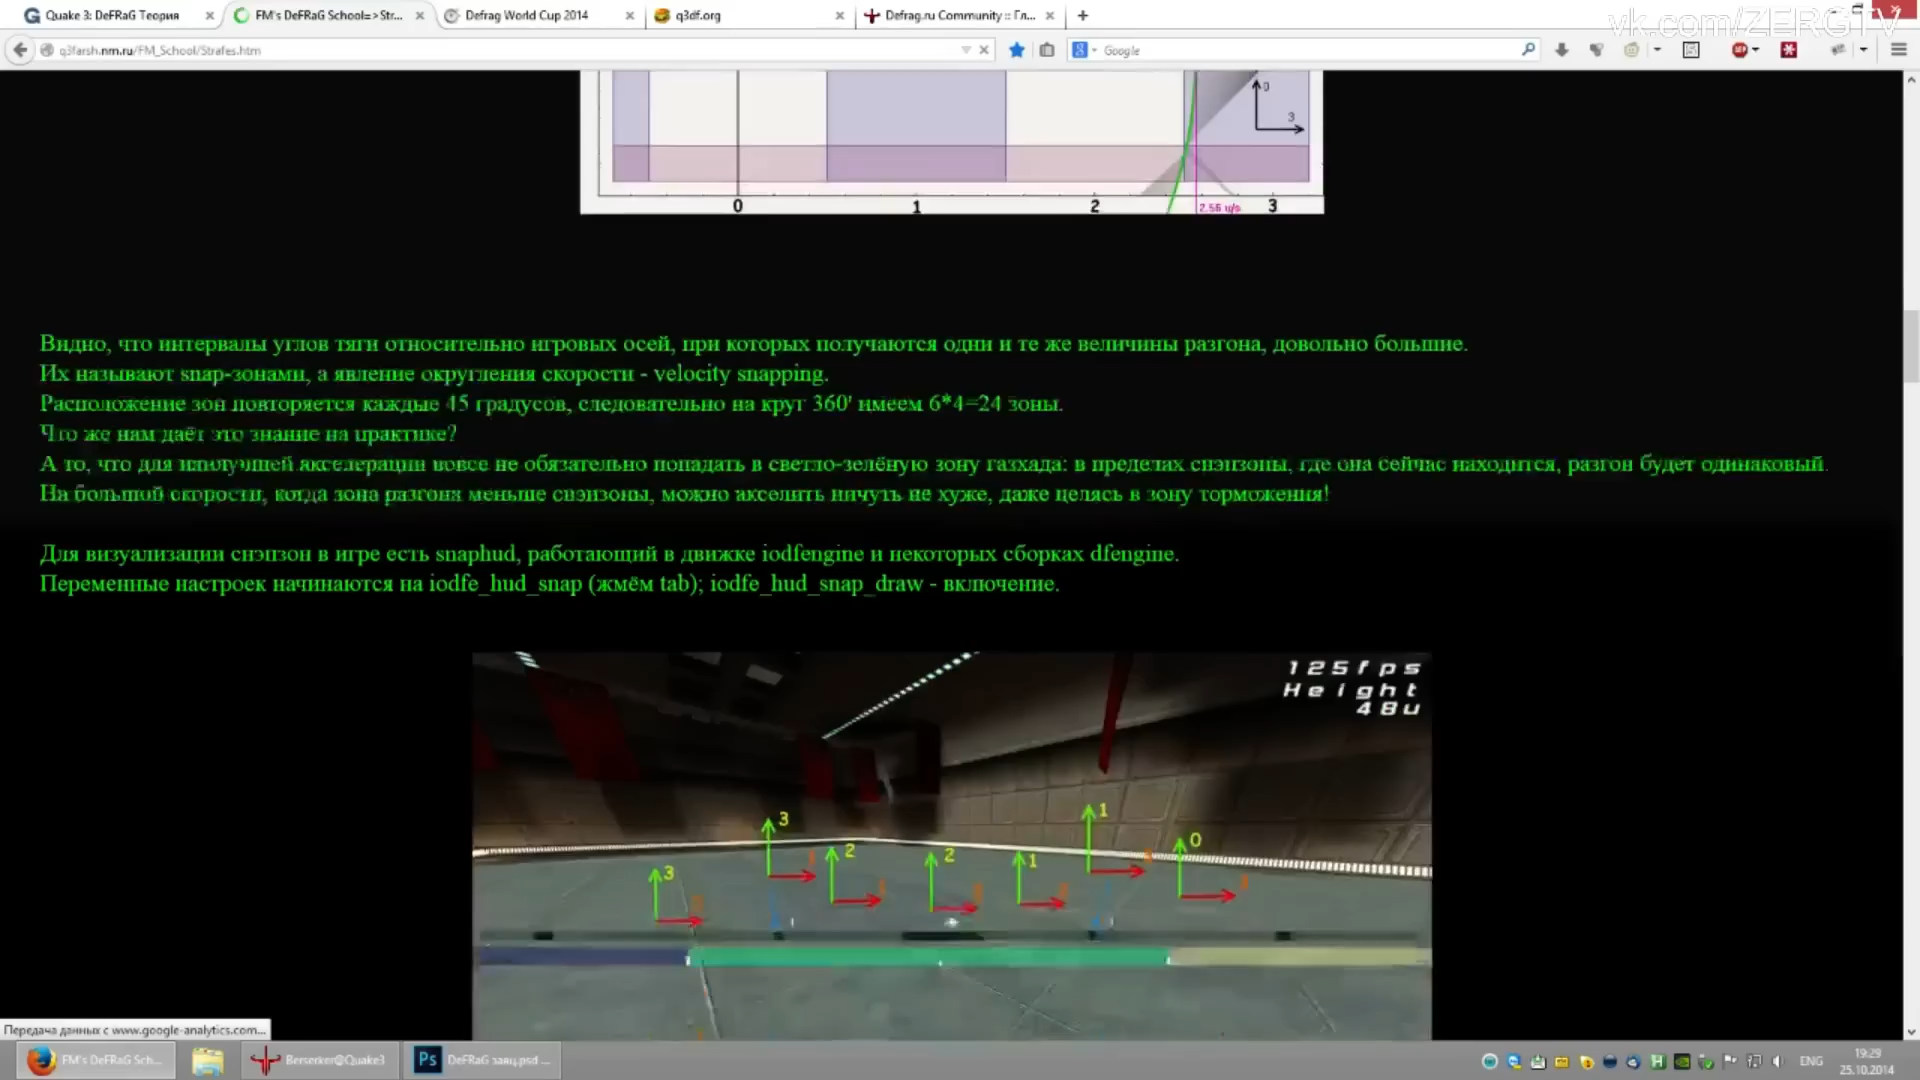 Quake 3: DeFRaG Теория
FM's DeFRaG School=>Str...
Defrag World Cup 2014
q3df.org
Defrag.ru Community :: Гл...
vk.com/ZERGTV
q3farsh.nm.ru/FM_School/Strafes.htm
Google
0
3
0
1
2
2.56 u/s
3
Видно, что интервалы углов тяги относительно игровых осей, при которых получаются одни и те же величины разгона, довольно большие.
Их называют snap-зонами, а явление округления скорости - velocity snapping.
Расположение зон повторяется каждые 45 градусов, следовательно на круг 360' имеем 6*4=24 зоны.
Что же нам даёт это знание на практике?
А то, что для наилучшей акселерации вовсе не обязательно попадать в светло-зелёную зону газхада: в пределах снэпзоны, где она сейчас находится, разгон будет одинаковый.
На большой скорости, когда зона разгона меньше снэпзоны, можно акселить ничуть не хуже, даже целясь в зону торможения!
Для визуализации снэпзон в игре есть snaphud, работающий в движке iodfengine и некоторых сборках dfengine.
Переменные настроек начинаются на iodfe_hud_snap (жмём tab); iodfe_hud_snap_draw - включение.
125fps
Height
48u
3
3
2
2
1
1
0
Передача данных с www.google-analytics.com...
FM's DeFRaG Sch...
Berserker@Quake3
Ps
DeFRaG заяц.psd ...
ENG
19:29
25.10.2014